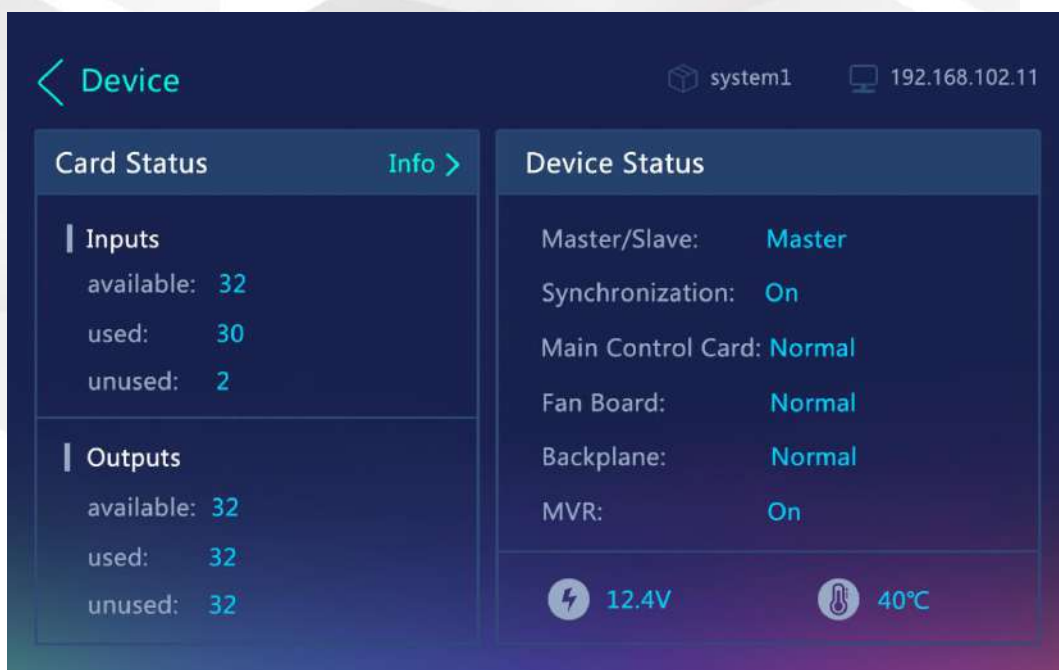 Device
system1
192.168.102.11
Card Status
Info
Inputs
available: 32
used: 30
unused: 2
Outputs
available: 32
used: 32
unused: 32
Device Status
Master/Slave: Master
Synchronization: On
Main Control Card: Normal
Fan Board: Normal
Backplane: Normal
MVR: On
12.4V
40℃